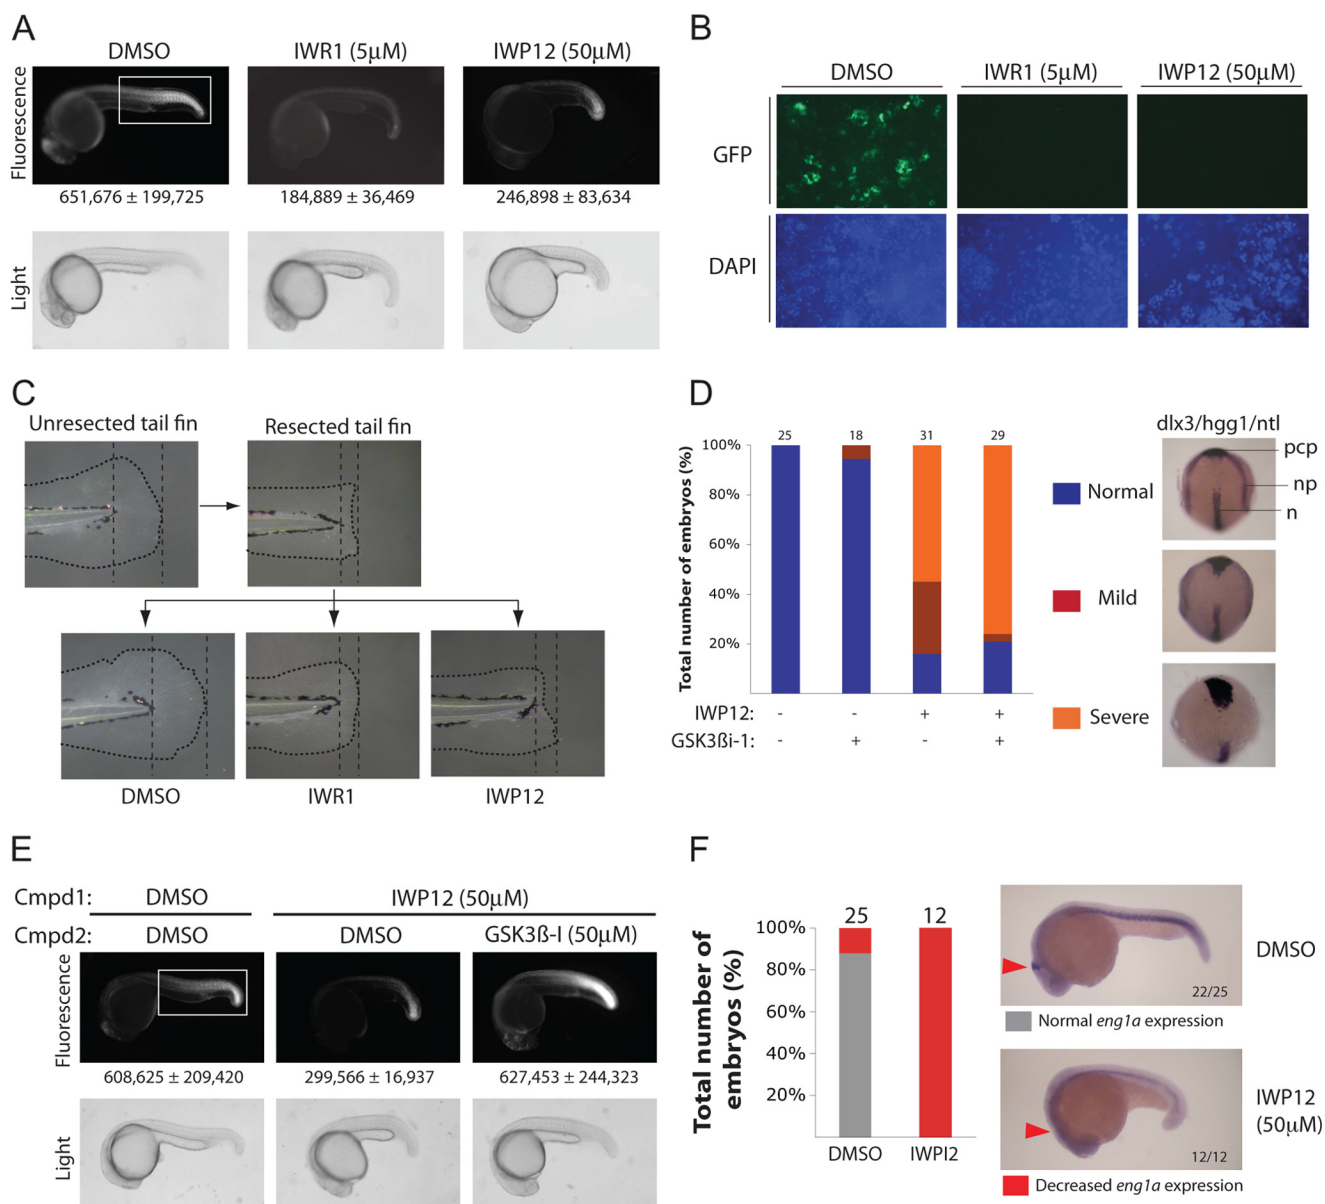 A
DMSO
IWR1 (5µM)
IWP12 (50µM)
Fluorescence
651,676 ± 199,725
184,889 ± 36,469
246,898 ± 83,634
Light
B
DMSO
IWR1 (5µM)
IWP12 (50µM)
GFP
DAPI
C
Unresected tail fin
Resected tail fin
DMSO
IWR1
IWP12
D
Total number of embryos (%)
100%
80%
60%
40%
20%
25
18
31
29
IWP12: - - + +
GSK3ßi-1: - + - +
Normal
Mild
Severe
dlx3/hgg1/ntl
pcp
np
n
E
Cmpd1: DMSO IWP12 (50µM)
Cmpd2: DMSO DMSO GSK3ß-I (50µM)
Fluorescence
608,625 ± 209,420
299,566 ± 16,937
627,453 ± 244,323
Light
F
Total number of
embryos (%)
100%
80%
60%
40%
20%
25
12
DMSO
IWPI2
DMSO
22/25
Normal eng1a expression
IWP12
(50µM)
12/12
Decreased eng1a expression